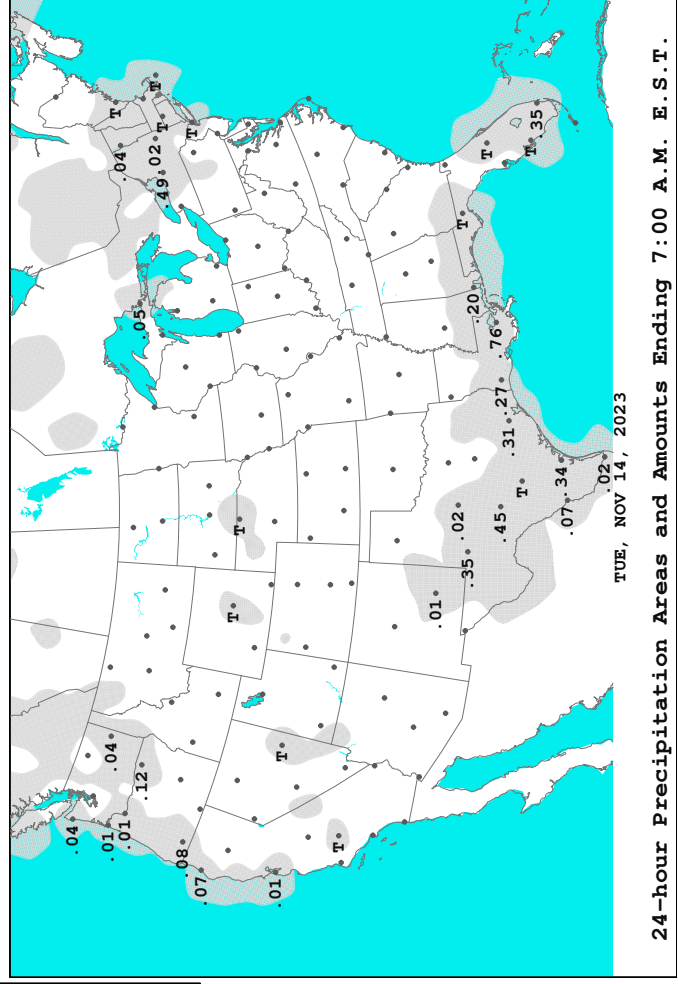 .04
.01
.04
T
.01
.04
.12
.05
.02
T
.49
T
.08
T
.07
T
T
.01
T
T
.01
.02
T
.35
.20
T
.76
.45
.27
.31
T
T
.35
.34
.07
.02
TUE, NOV 14, 2023
24-hour Precipitation Areas and Amounts Ending 7:00 A.M. E.S.T.